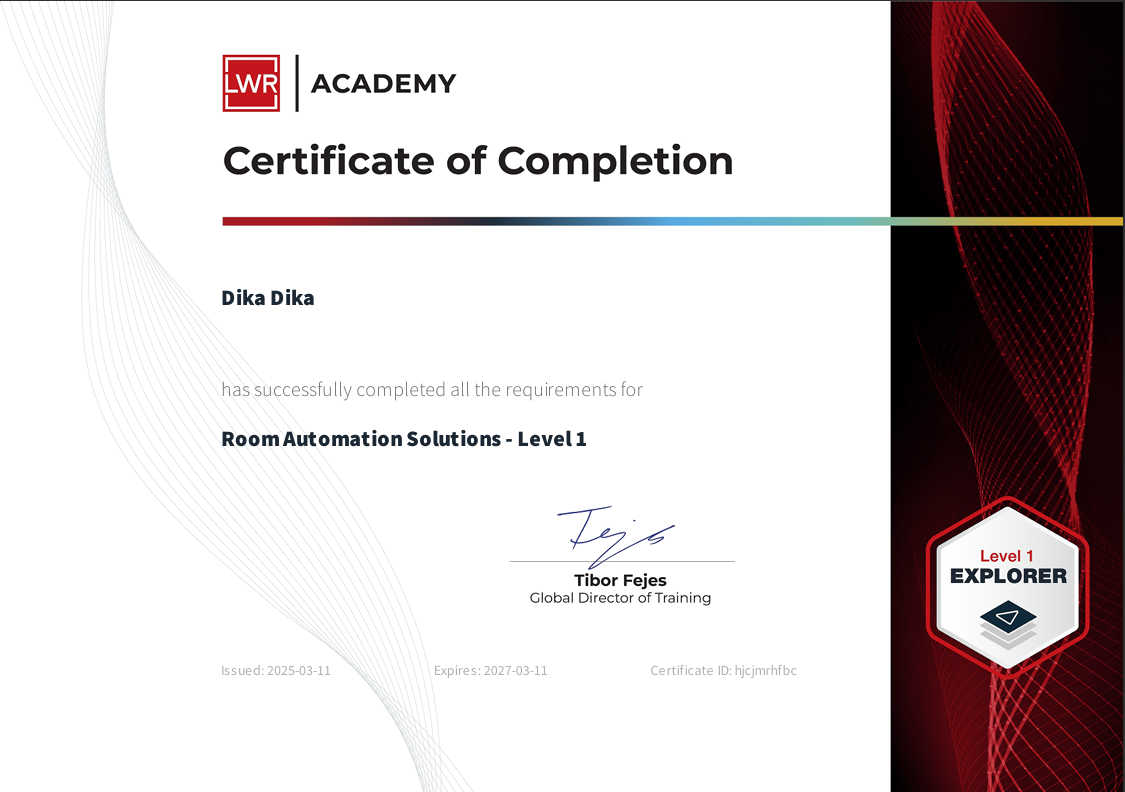 LWR
ACADEMY
Certificate of Completion
Dika Dika
has successfully completed all the requirements for
Room Automation Solutions - Level 1
Tibor Fejes
Global Director of Training
Issued: 2025-03-11
Expires: 2027-03-11
Certificate ID: hjcjmrhfbc
Level 1
EXPLORER